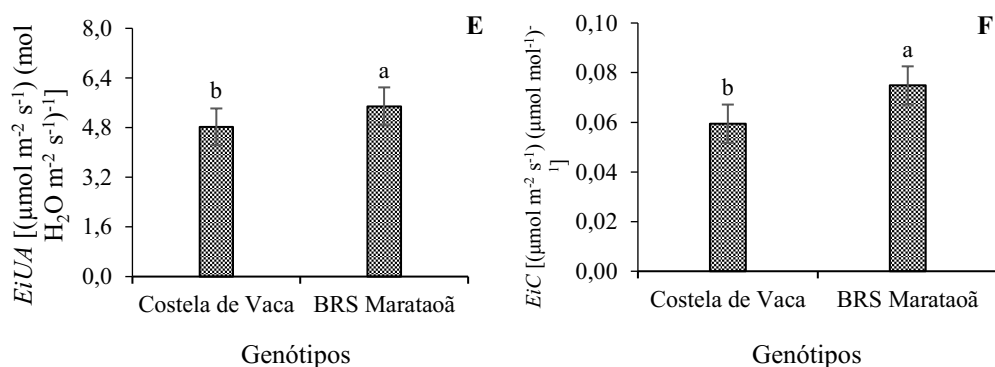 E
8,0
6,4
4,8
3,2
1,6
0,0
EiUA [(µmol m-2 s-1) (mol
H2O m-2 s-1)-1]
b
a
Costela de Vaca
BRS Marataoã
Genótipos
F
0,10
0,08
0,06
0,04
0,02
0,00
EiC [(µmol m-2 s-1) (µmol mol-1)-
1]
b
a
Costela de Vaca
BRS Marataoã
Genótipos